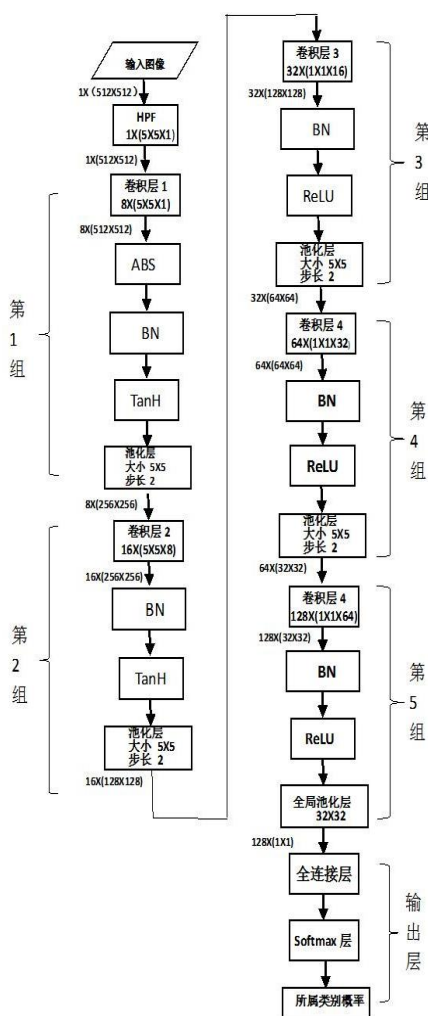 输入图像
1X（512X512）
HPF
1X(5X5X1)
1X(512X512)
卷积层 1
8X(5X5X1)
8X(512X512)
ABS
BN
TanH
池化层
大小 5X5
步长 2
第
1
组
8X(256X256)
卷积层 2
16X(5X5X8)
16X(256X256)
BN
TanH
池化层
大小 5X5
步长 2
第
2
组
16X(128X128)
卷积层 3
32X(1X1X16)
32X(128X128)
BN
ReLU
池化层
大小 5X5
步长 2
第
3
组
32X(64X64)
卷积层 4
64X(1X1X32)
64X(64X64)
BN
ReLU
池化层
大小 5X5
步长 2
第
4
组
64X(32X32)
卷积层 4
128X(1X1X64)
128X(32X32)
BN
ReLU
全局池化层
32X32
第
5
组
128X(1X1)
全连接层
Softmax 层
所属类别概率
输
出
层